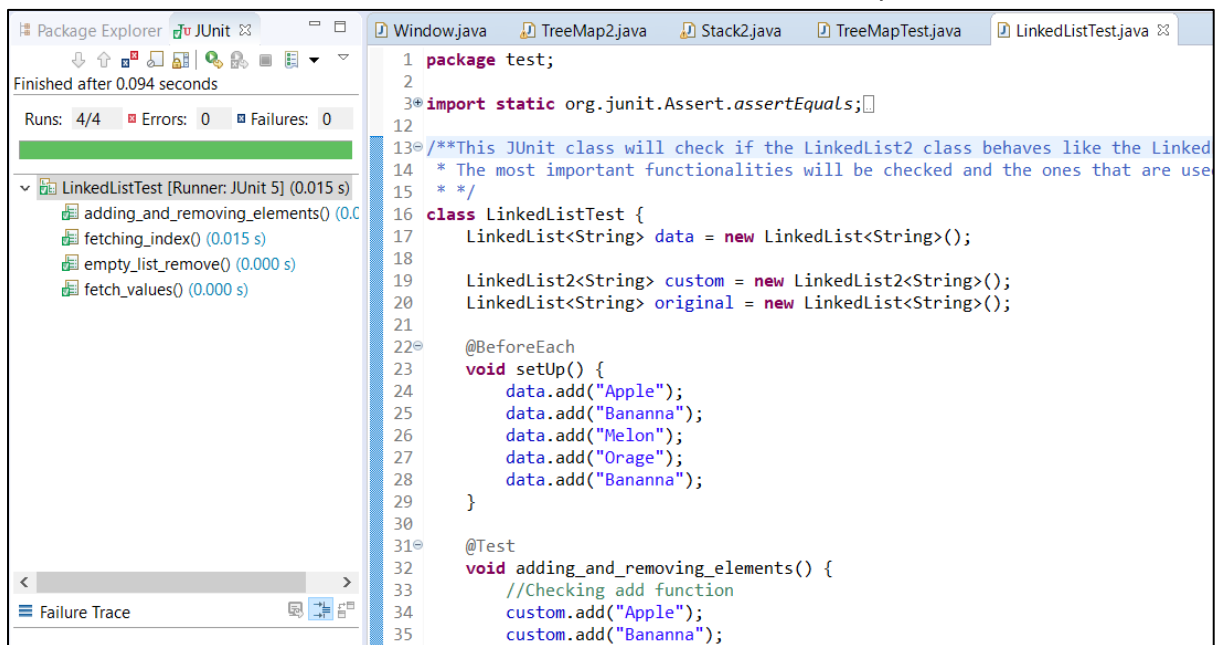 Package Explorer JUnit
Finished after 0.094 seconds
Runs: 4/4 Errors: 0 Failures: 0
LinkedListTest [Runner: JUnit 5] (0.015 s)
adding_and_removing_elements() (0.0
fetching_index() (0.015 s)
empty_list_remove() (0.000 s)
fetch_values() (0.000 s)
Failure Trace
Window.java TreeMap2.java Stack2.java TreeMapTest.java LinkedListTest.java
1 package test;
2
3 import static org.junit.Assert.assertEquals;
12
13 /**This JUnit class will check if the LinkedList2 class behaves like the Linked
14 * The most important functionalities will be checked and the ones that are use
15 * */
16 class LinkedListTest {
17 LinkedList<String> data = new LinkedList<String>();
18
19 LinkedList2<String> custom = new LinkedList2<String>();
20 LinkedList<String> original = new LinkedList<String>();
21
22 @BeforeEach
23 void setUp() {
24 data.add("Apple");
25 data.add("Bananna");
26 data.add("Melon");
27 data.add("Orage");
28 data.add("Bananna");
29 }
30
31 @Test
32 void adding_and_removing_elements() {
33 //Checking add function
34 custom.add("Apple");
35 custom.add("Bananna");